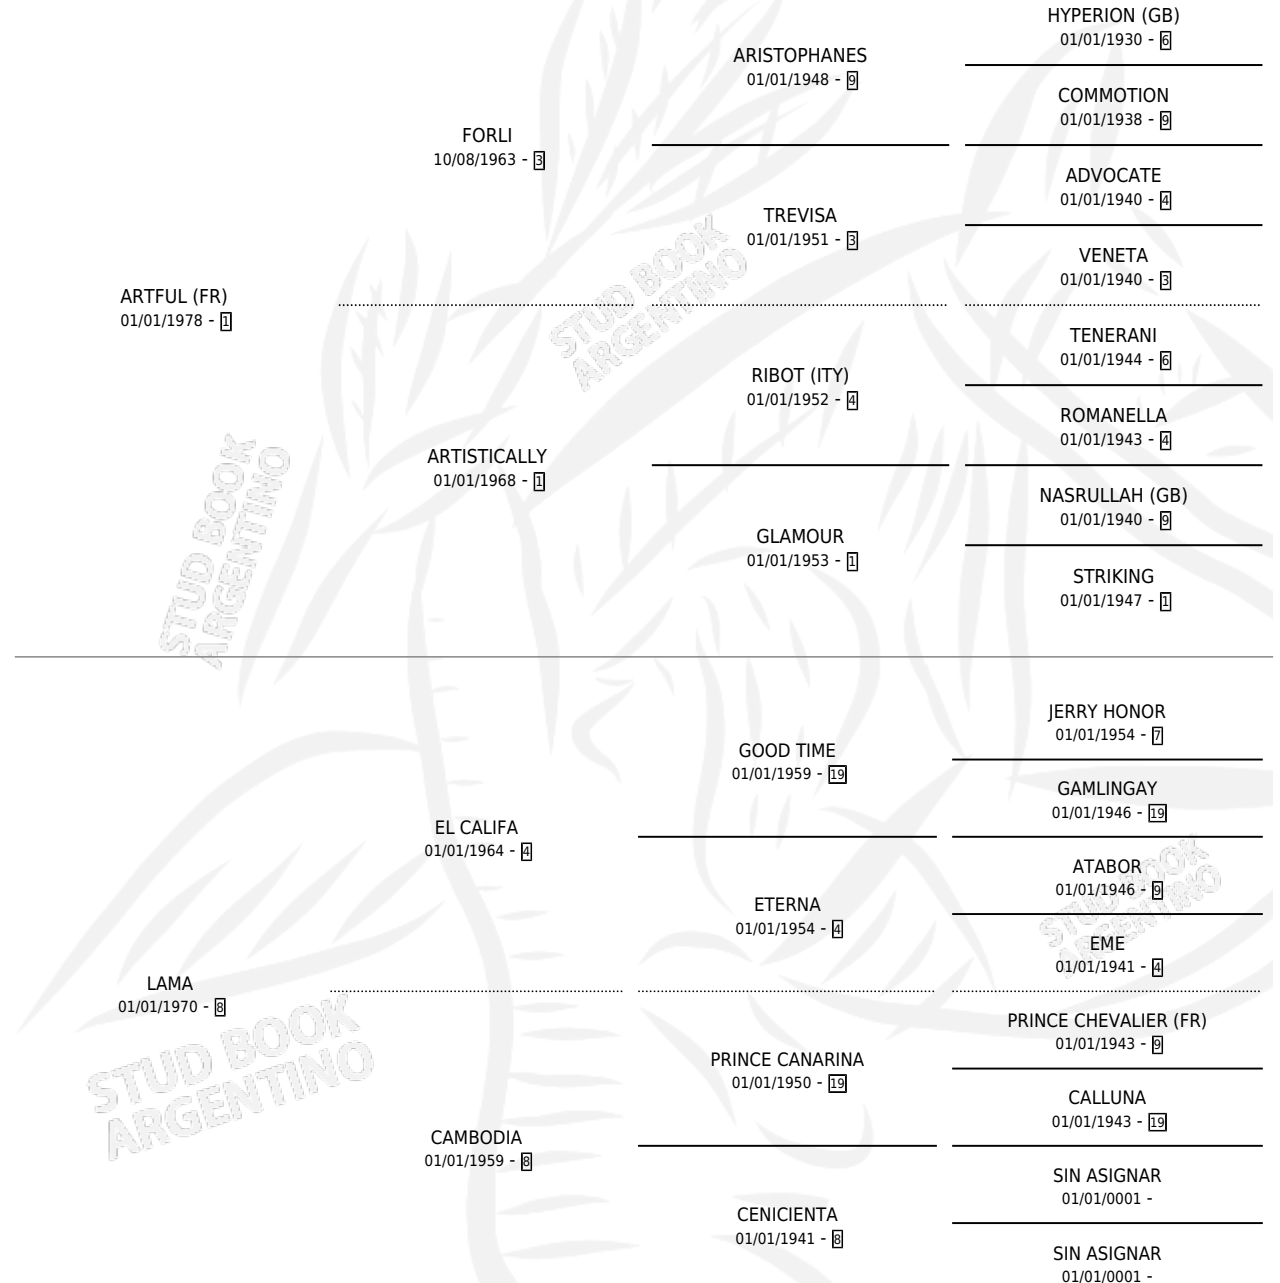 HYPERION (GB)
01/01/1930 - 6
ARISTOPHANES
01/01/1948 - 9
COMMOTION
01/01/1938 - 9
FORLI
10/08/1963 - 3
ADVOCATE
01/01/1940 - 4
TREVISA
01/01/1951 - 3
VENETA
01/01/1940 - 3
ARTFUL (FR)
01/01/1978 - 1
TENERANI
01/01/1944 - 6
RIBOT (ITY)
01/01/1952 - 4
ROMANELLA
01/01/1943 - 4
ARTISTICALLY
01/01/1968 - 1
NASRULLAH (GB)
01/01/1940 - 9
GLAMOUR
01/01/1953 - 1
STRIKING
01/01/1947 - 1
JERRY HONOR
01/01/1954 - 7
GOOD TIME
01/01/1959 - 19
GAMLINGAY
01/01/1946 - 19
EL CALIFA
01/01/1964 - 4
ATABOR
01/01/1946 - 9
ETERNA
01/01/1954 - 4
EME
01/01/1941 - 4
LAMA
01/01/1970 - 8
PRINCE CHEVALIER (FR)
01/01/1943 - 9
PRINCE CANARINA
01/01/1950 - 19
CALLUNA
01/01/1943 - 19
CAMBODIA
01/01/1959 - 8
SIN ASIGNAR
01/01/0001 -
CENICIENTA
01/01/1941 - 8
SIN ASIGNAR
01/01/0001 -
STUD BOOK
ARGENTINO
STUD BOOK
ARGENTINO
STUD BOOK
ARGENTINO
STUD BOOK
ARGENTINO